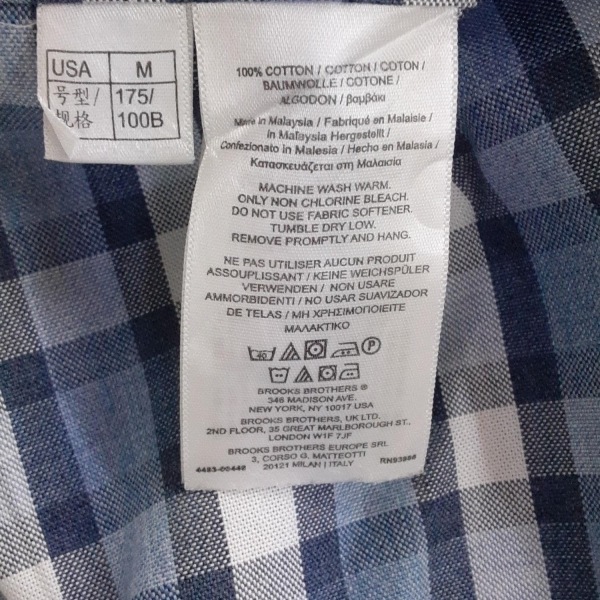 USA M
号型/ 175/
规格 100B
100% COTTON / COTTON / COTON /
BAUMWOLLE / COTONE /
ALGODON / βαμβάκι
Made in Malaysia / Fabriqué en Malaisie /
in Malaysia Hergestellt /
Confezionato in Malesia / Hecho en Malasia /
Κατασκευάζεται στη Μαλαισία
MACHINE WASH WARM.
ONLY NON CHLORINE BLEACH.
DO NOT USE FABRIC SOFTENER.
TUMBLE DRY LOW.
REMOVE PROMPTLY AND HANG.
NE PAS UTILISER AUCUN PRODUIT
ASSOUPLISSANT / KEINE WEICHSPÜLER
VERWENDEN / NON USARE
AMMORBIDENTI / NO USAR SUAVIZADOR
DE TELAS / ΜΗ ΧΡΗΣΙΜΟΠΟΙΕΙΤΕ
ΜΑΛΑΚΤΙΚΟ
40 P
BROOKS BROTHERS ®
346 MADISON AVE.
NEW YORK, NY 10017 USA
BROOKS BROTHERS, UK LTD.
2ND FLOOR, 35 GREAT MARLBOROUGH ST.,
LONDON W1F 7JF
BROOKS BROTHERS EUROPE SRL
3, CORSO G. MATTEOTTI
20121 MILAN | ITALY